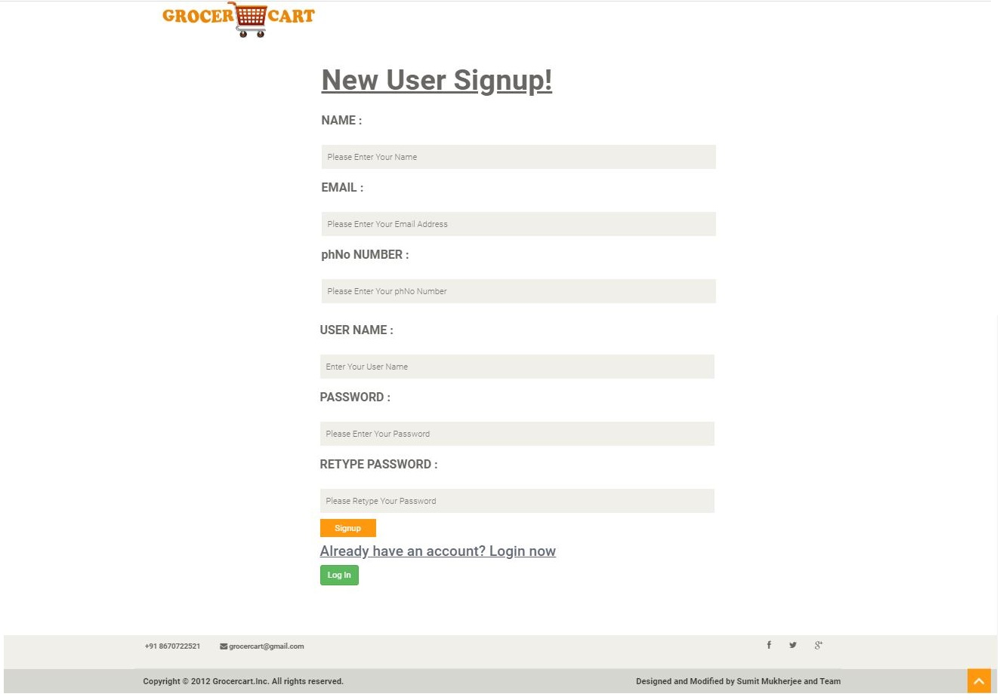 GROCER CART
New User Signup!
NAME :
Please Enter Your Name
EMAIL :
Please Enter Your Email Address
phNo NUMBER :
Please Enter Your phNo Number
USER NAME :
Enter Your User Name
PASSWORD :
Please Enter Your Password
RETYPE PASSWORD :
Please Retype Your Password
Signup
Already have an account? Login now
Log In
+91 8670722521 grocercart@gmail.com f g+
Copyright © 2012 Grocercart.Inc. All rights reserved. Designed and Modified by Sumit Mukherjee and Team